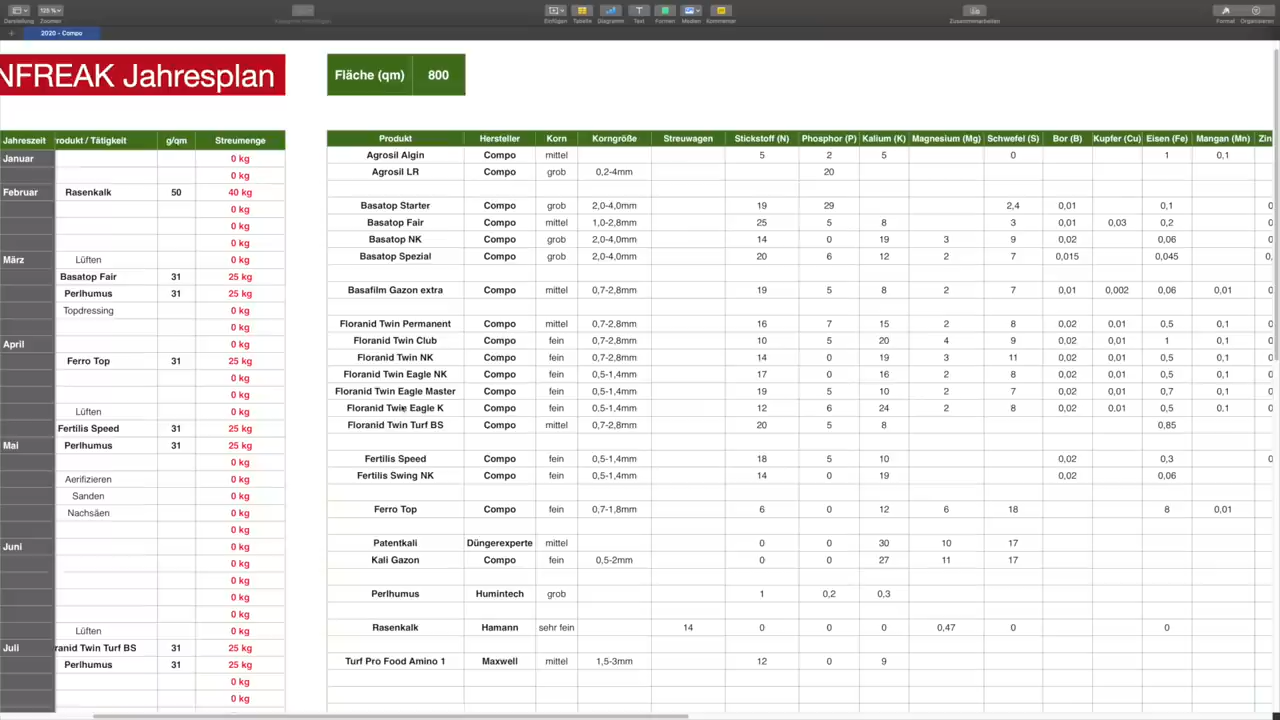 125 %
Darstellung Zoomen Einfügen Tabelle Diagramm Text Formen Medien Kommentar Zusammenarbeiten Format Organisieren
2020 - Compo
NFREAK Jahresplan Fläche (qm) 800
Jahreszeit rodukt / Tätigkeit g/qm Streumenge
Januar 0 kg
0 kg
Februar Rasenkalk 50 40 kg
0 kg
0 kg
0 kg
März Lüften 0 kg
Basatop Fair 31 25 kg
Perlhumus 31 25 kg
Topdressing 0 kg
0 kg
April 0 kg
Ferro Top 31 25 kg
0 kg
0 kg
Lüften 0 kg
Fertilis Speed 31 25 kg
Mai Perlhumus 31 25 kg
0 kg
Aerifizieren 0 kg
Sanden 0 kg
Nachsäen 0 kg
0 kg
Juni 0 kg
0 kg
0 kg
0 kg
0 kg
Lüften 0 kg
Juli ranid Twin Turf BS 31 25 kg
Perlhumus 31 25 kg
0 kg
0 kg
Produkt Hersteller Korn Korngröße Streuwagen Stickstoff (N) Phosphor (P) Kalium (K) Magnesium (Mg) Schwefel (S) Bor (B) Kupfer (Cu) Eisen (Fe) Mangan (Mn) Zin
Agrosil Algin Compo mittel 5 2 5 0 1 0,1
Agrosil LR Compo grob 0,2-4mm 20
Basatop Starter Compo grob 2,0-4,0mm 19 29 2,4 0,01 0,1 0
Basatop Fair Compo mittel 1,0-2,8mm 25 5 8 3 0,01 0,03 0,2 0
Basatop NK Compo grob 2,0-4,0mm 14 0 19 3 9 0,02 0,06 0
Basatop Spezial Compo grob 2,0-4,0mm 20 6 12 2 7 0,015 0,045 0,
Basafilm Gazon extra Compo mittel 0,7-2,8mm 19 5 8 2 7 0,01 0,002 0,06 0,01 0
Floranid Twin Permanent Compo mittel 0,7-2,8mm 16 7 15 2 8 0,02 0,01 0,5 0,1 0
Floranid Twin Club Compo fein 0,7-2,8mm 10 5 20 4 9 0,02 0,01 1 0,1 0
Floranid Twin NK Compo fein 0,7-2,8mm 14 0 19 3 11 0,02 0,01 0,5 0,1 0
Floranid Twin Eagle NK Compo fein 0,5-1,4mm 17 0 16 2 8 0,02 0.01 0,5 0,1 0
Floranid Twin Eagle Master Compo fein 0,5-1,4mm 19 5 10 2 7 0,02 0,01 0,7 0,1 0
Floranid Twin Eagle K Compo fein 0,5-1,4mm 12 6 24 2 8 0,02 0.01 0,5 0,1 0
Floranid Twin Turf BS Compo mittel 0,7-2,8mm 20 5 8 0,85
Fertilis Speed Compo fein 0,5-1,4mm 18 5 10 0,02 0,3 0
Fertilis Swing NK Compo fein 0,5-1,4mm 14 0 19 0,02 0,06
Ferro Top Compo mittel 0,7-1,8mm 6 0 12 6 18 8 0,01
Patentkali Düngerexperte mittel 0 0 30 10 17
Kali Gazon Compo fein 0,5-2mm 0 0 27 11 17
Perlhumus Humintech grob 1 0,2 0,3
Rasenkalk Hamann sehr fein 14 0 0 0 0,47 0 0
Turf Pro Food Amino 1 Maxwell mittel 1,5-3mm 12 0 9